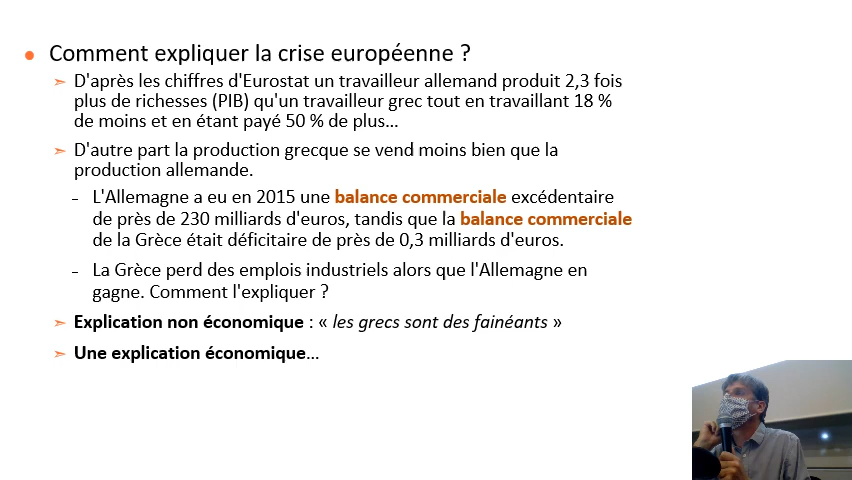 Comment expliquer la crise européenne ?
D'après les chiffres d'Eurostat un travailleur allemand produit 2,3 fois
plus de richesses (PIB) qu'un travailleur grec tout en travaillant 18 %
de moins et en étant payé 50 % de plus...
D'autre part la production grecque se vend moins bien que la
production allemande.
L'Allemagne a eu en 2015 une balance commerciale excédentaire
de près de 230 milliards d'euros, tandis que la balance commerciale
de la Grèce était déficitaire de près de 0,3 milliards d'euros.
La Grèce perd des emplois industriels alors que l'Allemagne en
gagne. Comment l'expliquer ?
Explication non économique : « les grecs sont des fainéants »
Une explication économique...